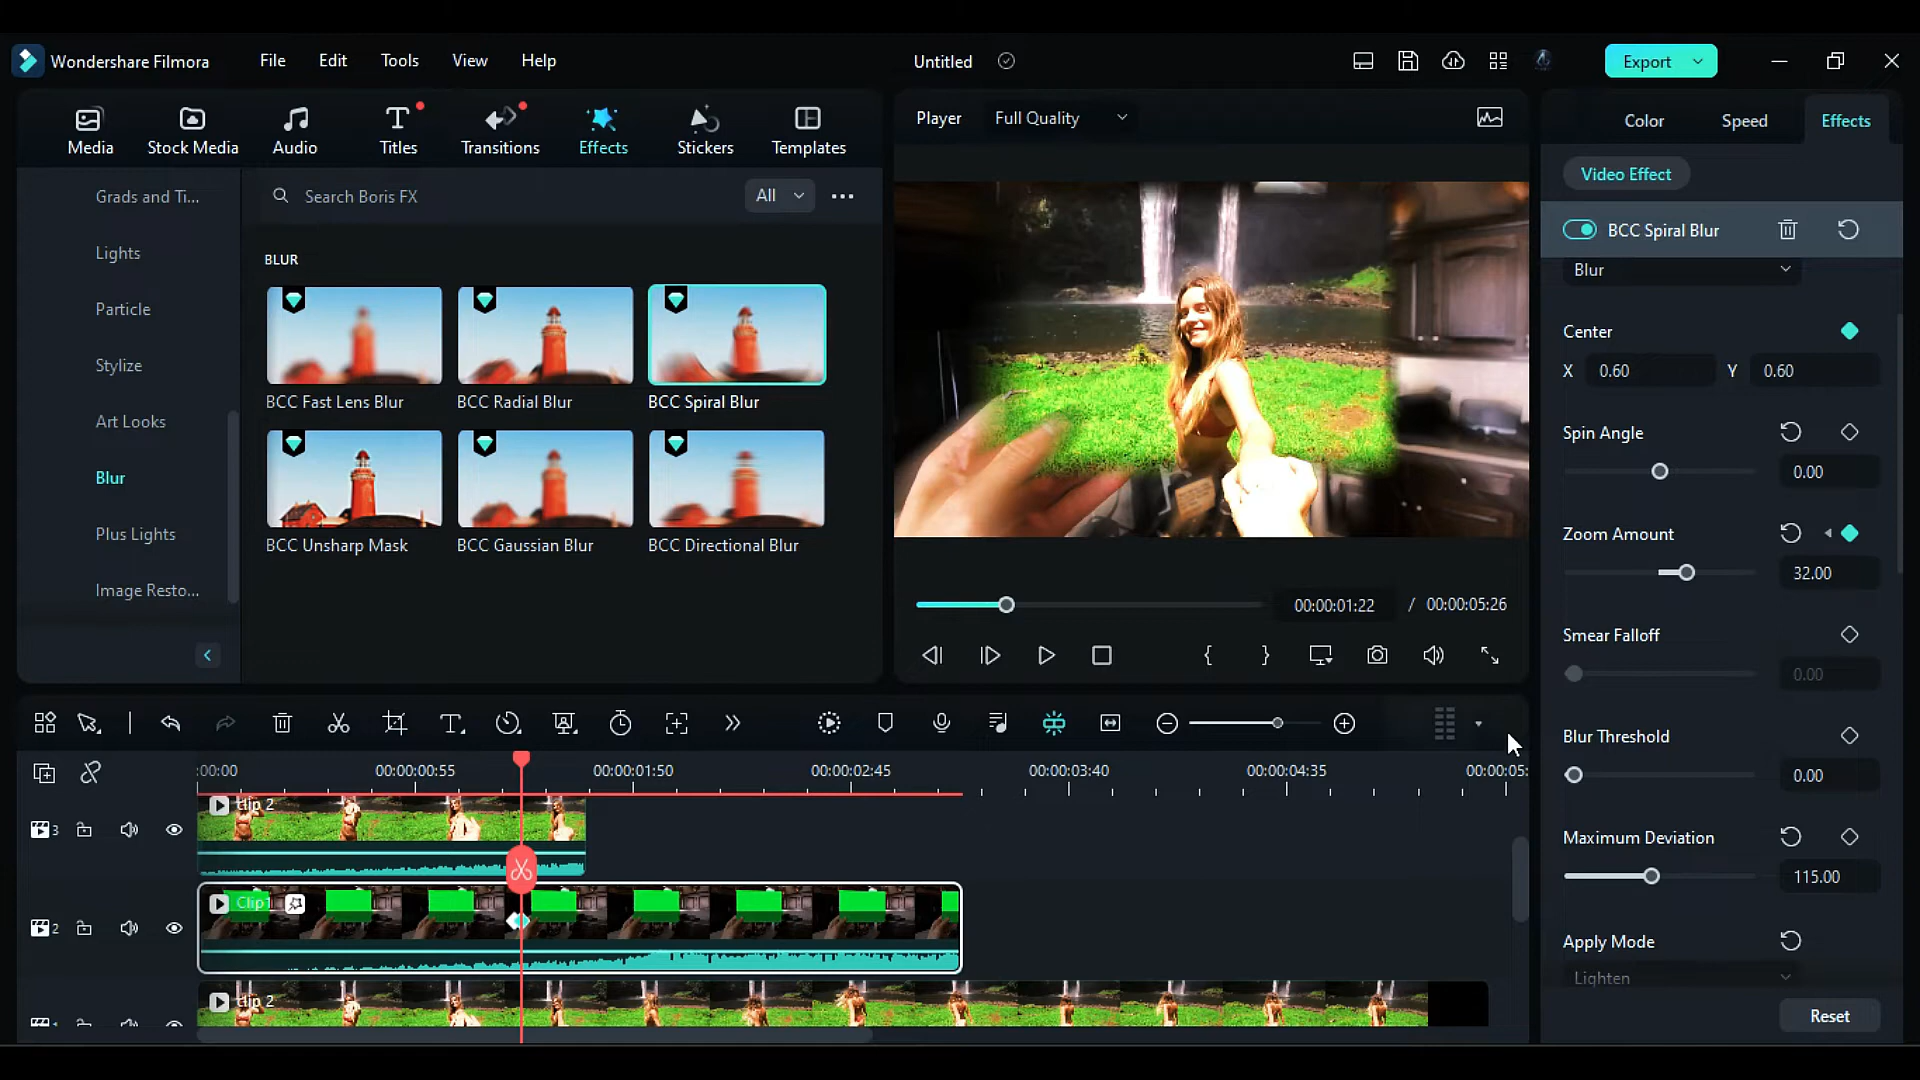 Wondershare Filmora
File
Edit
Tools
View
Help
Untitled
Export
Media
Stock Media
Audio
Titles
Transitions
Effects
Stickers
Templates
Player
Full Quality
Color
Speed
Effects
Video Effect
Grads and Ti...
Lights
Particle
Stylize
Art Looks
Blur
Plus Lights
Image Resto...
Search Boris FX
All
BLUR
BCC Fast Lens Blur
BCC Radial Blur
BCC Spiral Blur
BCC Unsharp Mask
BCC Gaussian Blur
BCC Directional Blur
00:00:01:22 / 00:00:05:26
BCC Spiral Blur
Blur
Center
X 0.60 Y 0.60
Spin Angle
0.00
Zoom Amount
32.00
Smear Falloff
0.00
Blur Threshold
0.00
Maximum Deviation
115.00
Apply Mode
Lighten
Reset
:00:00
00:00:00:55
00:00:01:50
00:00:02:45
00:00:03:40
00:00:04:35
00:00:05:
3
clip 2
2
Clip1
clip 2